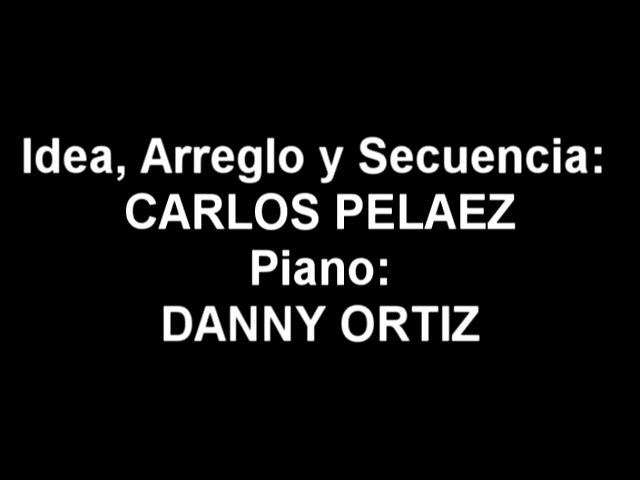 Idea, Arreglo y Secuencia:
CARLOS PELAEZ
Piano:
DANNY ORTIZ